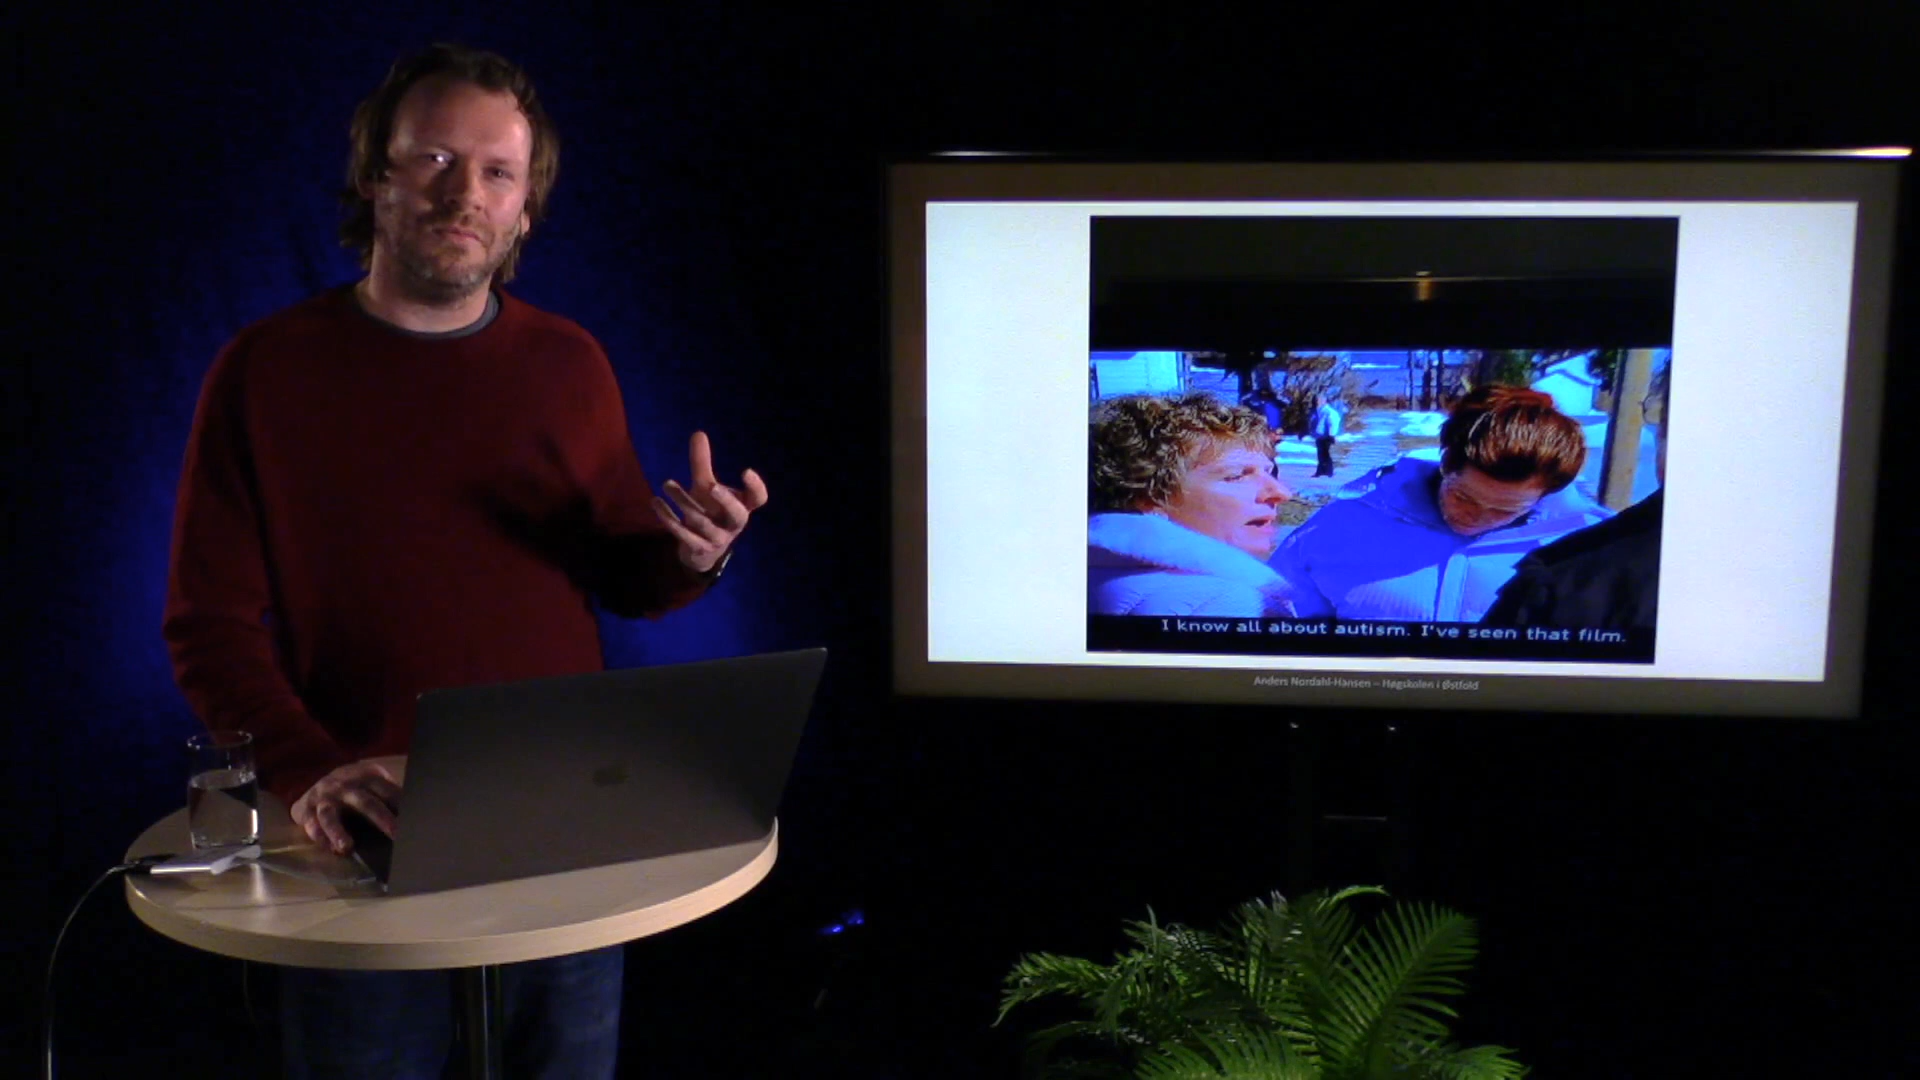 I know all about autism. I've seen that film.
Anders Nordahl-Hansen – Høgskolen i Østfold